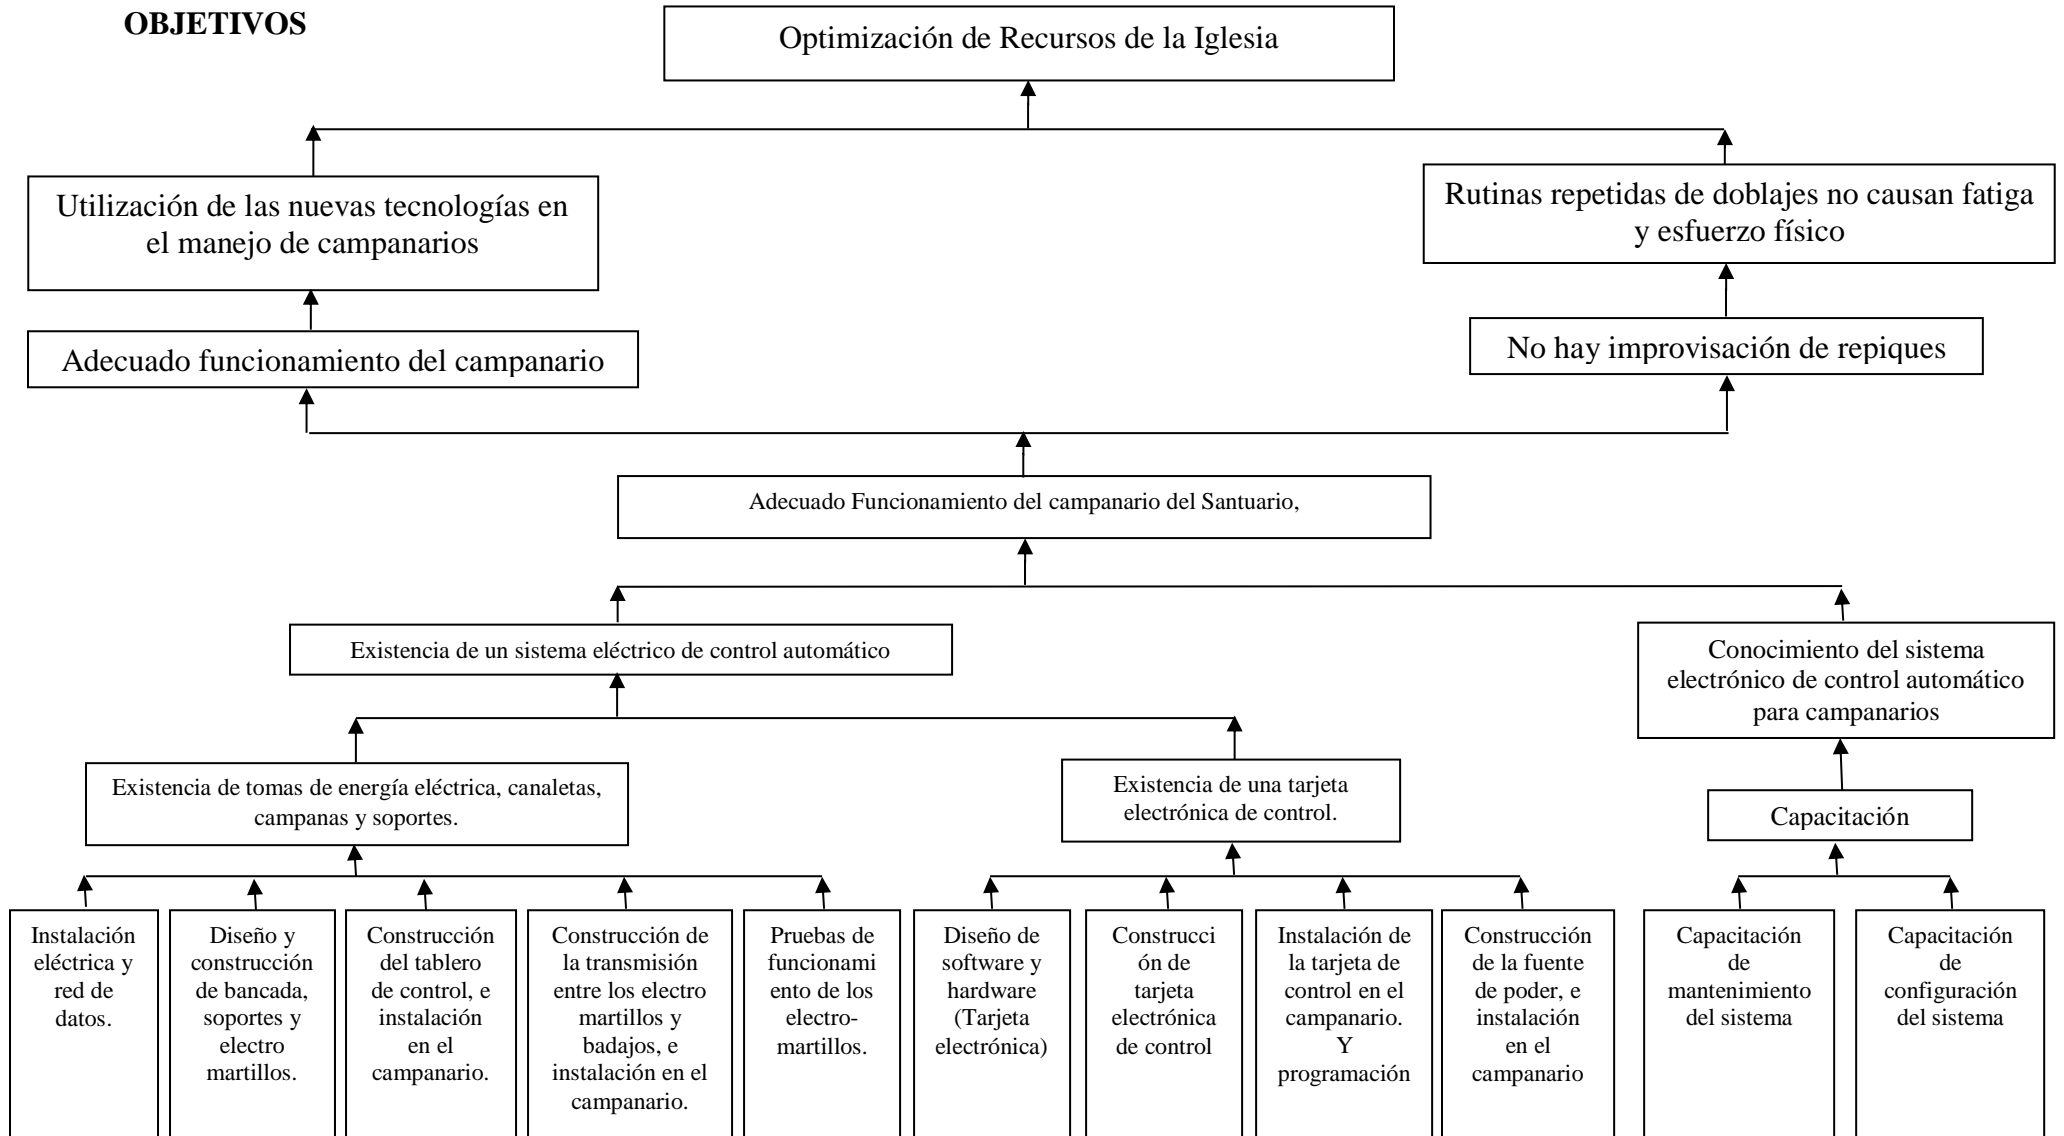 OBJETIVOS
Optimización de Recursos de la Iglesia
Utilización de las nuevas tecnologías en
el manejo de campanarios
Rutinas repetidas de doblajes no causan fatiga
y esfuerzo físico
Adecuado funcionamiento del campanario
No hay improvisación de repiques
Adecuado Funcionamiento del campanario del Santuario,
Existencia de un sistema eléctrico de control automático
Conocimiento del sistema
electrónico de control automático
para campanarios
Existencia de tomas de energía eléctrica, canaletas,
campanas y soportes.
Existencia de una tarjeta
electrónica de control.
Capacitación
Instalación
eléctrica y
red de
datos.
Diseño y
construcción
de bancada,
soportes y
electro
martillos.
Construcción
del tablero
de control, e
instalación
en el
campanario.
Construcción de
la transmisión
entre los electro
martillos y
badajos, e
instalación en el
campanario.
Pruebas de
funcionami
ento de los
electro-
martillos.
Diseño de
software y
hardware
(Tarjeta
electrónica)
Construcci
ón de
tarjeta
electrónica
de control
Instalación de
la tarjeta de
control en el
campanario.
Y
programación
Construcción
de la fuente
de poder, e
instalación
en el
campanario
Capacitación
de
mantenimiento
del sistema
Capacitación
de
configuración
del sistema